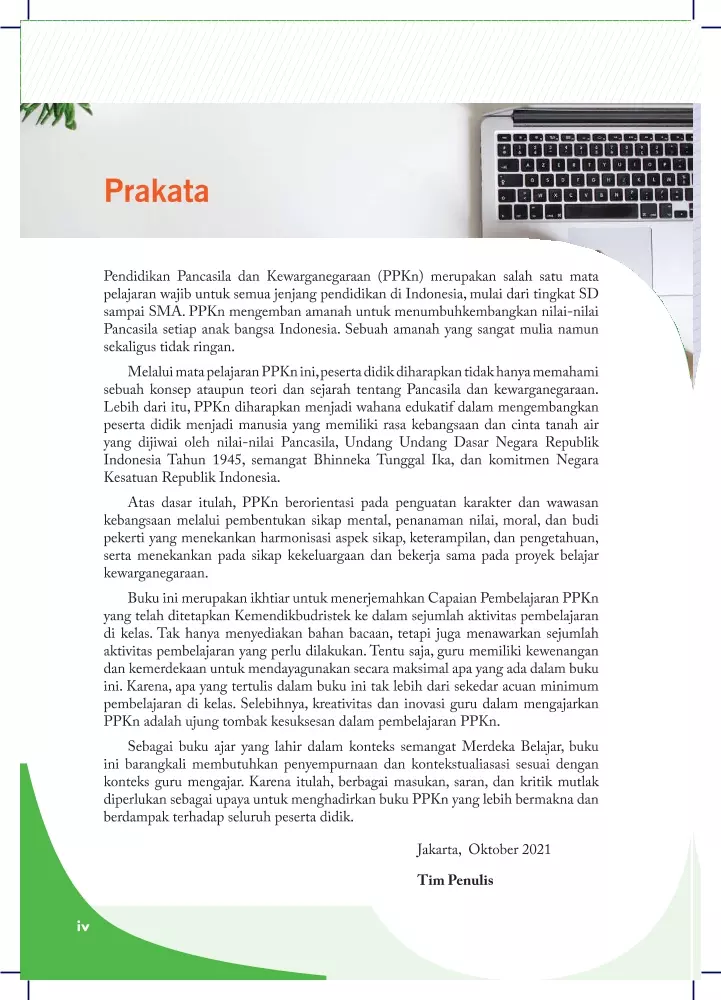 Prakata
Pendidikan Pancasila dan Kewarganegaraan (PPKn) merupakan salah satu mata
pelajaran wajib untuk semua jenjang pendidikan di Indonesia, mulai dari tingkat SD
sampai SMA. PPKn mengemban amanah untuk menumbuhkembangkan nilai-nilai
Pancasila setiap anak bangsa Indonesia. Sebuah amanah yang sangat mulia namun
sekaligus tidak ringan.
Melalui mata pelajaran PPKn ini, peserta didik diharapkan tidak hanya memahami
sebuah konsep ataupun teori dan sejarah tentang Pancasila dan kewarganegaraan.
Lebih dari itu, PPKn diharapkan menjadi wahana edukatif dalam mengembangkan
peserta didik menjadi manusia yang memiliki rasa kebangsaan dan cinta tanah air
yang dijiwai oleh nilai-nilai Pancasila, Undang Undang Dasar Negara Republik
Indonesia Tahun 1945, semangat Bhinneka Tunggal Ika, dan komitmen Negara
Kesatuan Republik Indonesia.
Atas dasar itulah, PPKn berorientasi pada penguatan karakter dan wawasan
kebangsaan melalui pembentukan sikap mental, penanaman nilai, moral, dan budi
pekerti yang menekankan harmonisasi aspek sikap, keterampilan, dan pengetahuan,
serta menekankan pada sikap kekeluargaan dan bekerja sama pada proyek belajar
kewarganegaraan.
Buku ini merupakan ikhtiar untuk menerjemahkan Capaian Pembelajaran PPKn
yang telah ditetapkan Kemendikbudristek ke dalam sejumlah aktivitas pembelajaran
di kelas. Tak hanya menyediakan bahan bacaan, tetapi juga menawarkan sejumlah
aktivitas pembelajaran yang perlu dilakukan. Tentu saja, guru memiliki kewenangan
dan kemerdekaan untuk mendayagunakan secara maksimal apa yang ada dalam buku
ini. Karena, apa yang tertulis dalam buku ini tak lebih dari sekedar acuan minimum
pembelajaran di kelas. Selebihnya, kreativitas dan inovasi guru dalam mengajarkan
PPKn adalah ujung tombak kesuksesan dalam pembelajaran PPKn.
Sebagai buku ajar yang lahir dalam konteks semangat Merdeka Belajar, buku
ini barangkali membutuhkan penyempurnaan dan kontekstualiasasi sesuai dengan
konteks guru mengajar. Karena itulah, berbagai masukan, saran, dan kritik mutlak
diperlukan sebagai upaya untuk menghadirkan buku PPKn yang lebih bermakna dan
berdampak terhadap seluruh peserta didik.
Jakarta, Oktober 2021
Tim Penulis
iv